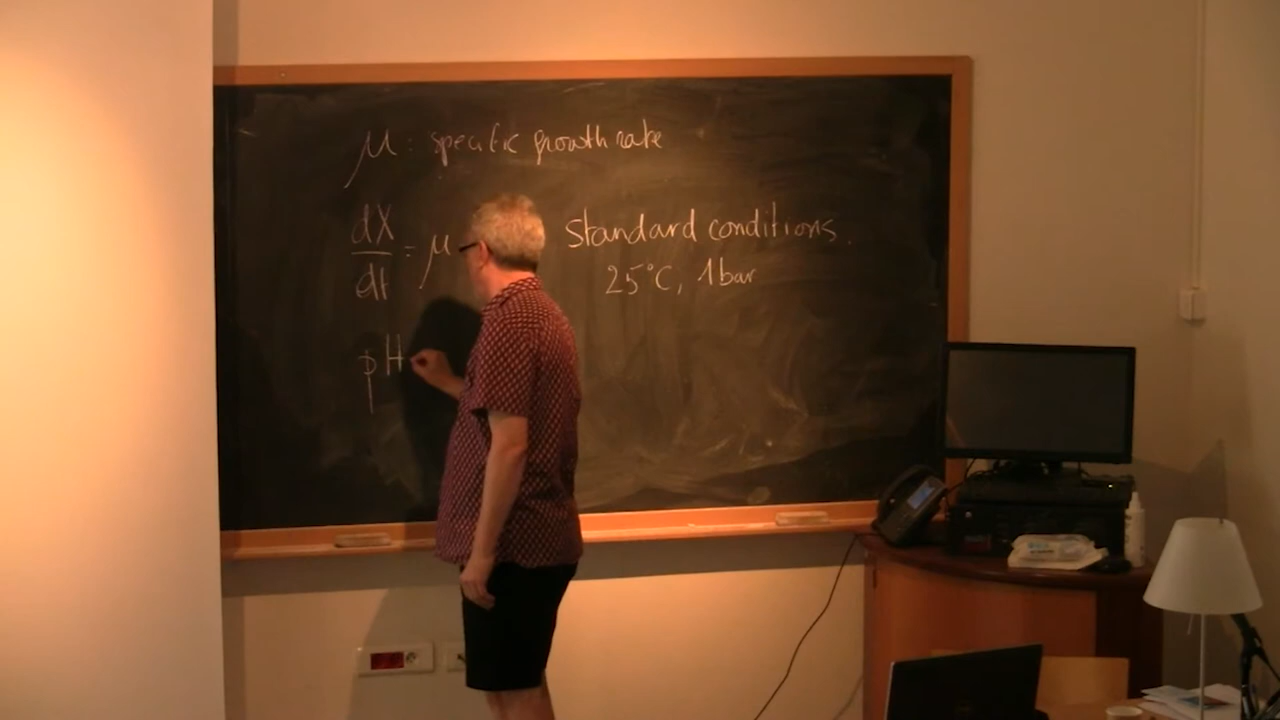 μ: specific growth rate
dX/dt = μ
standard conditions.
25°C, 1bar
pH